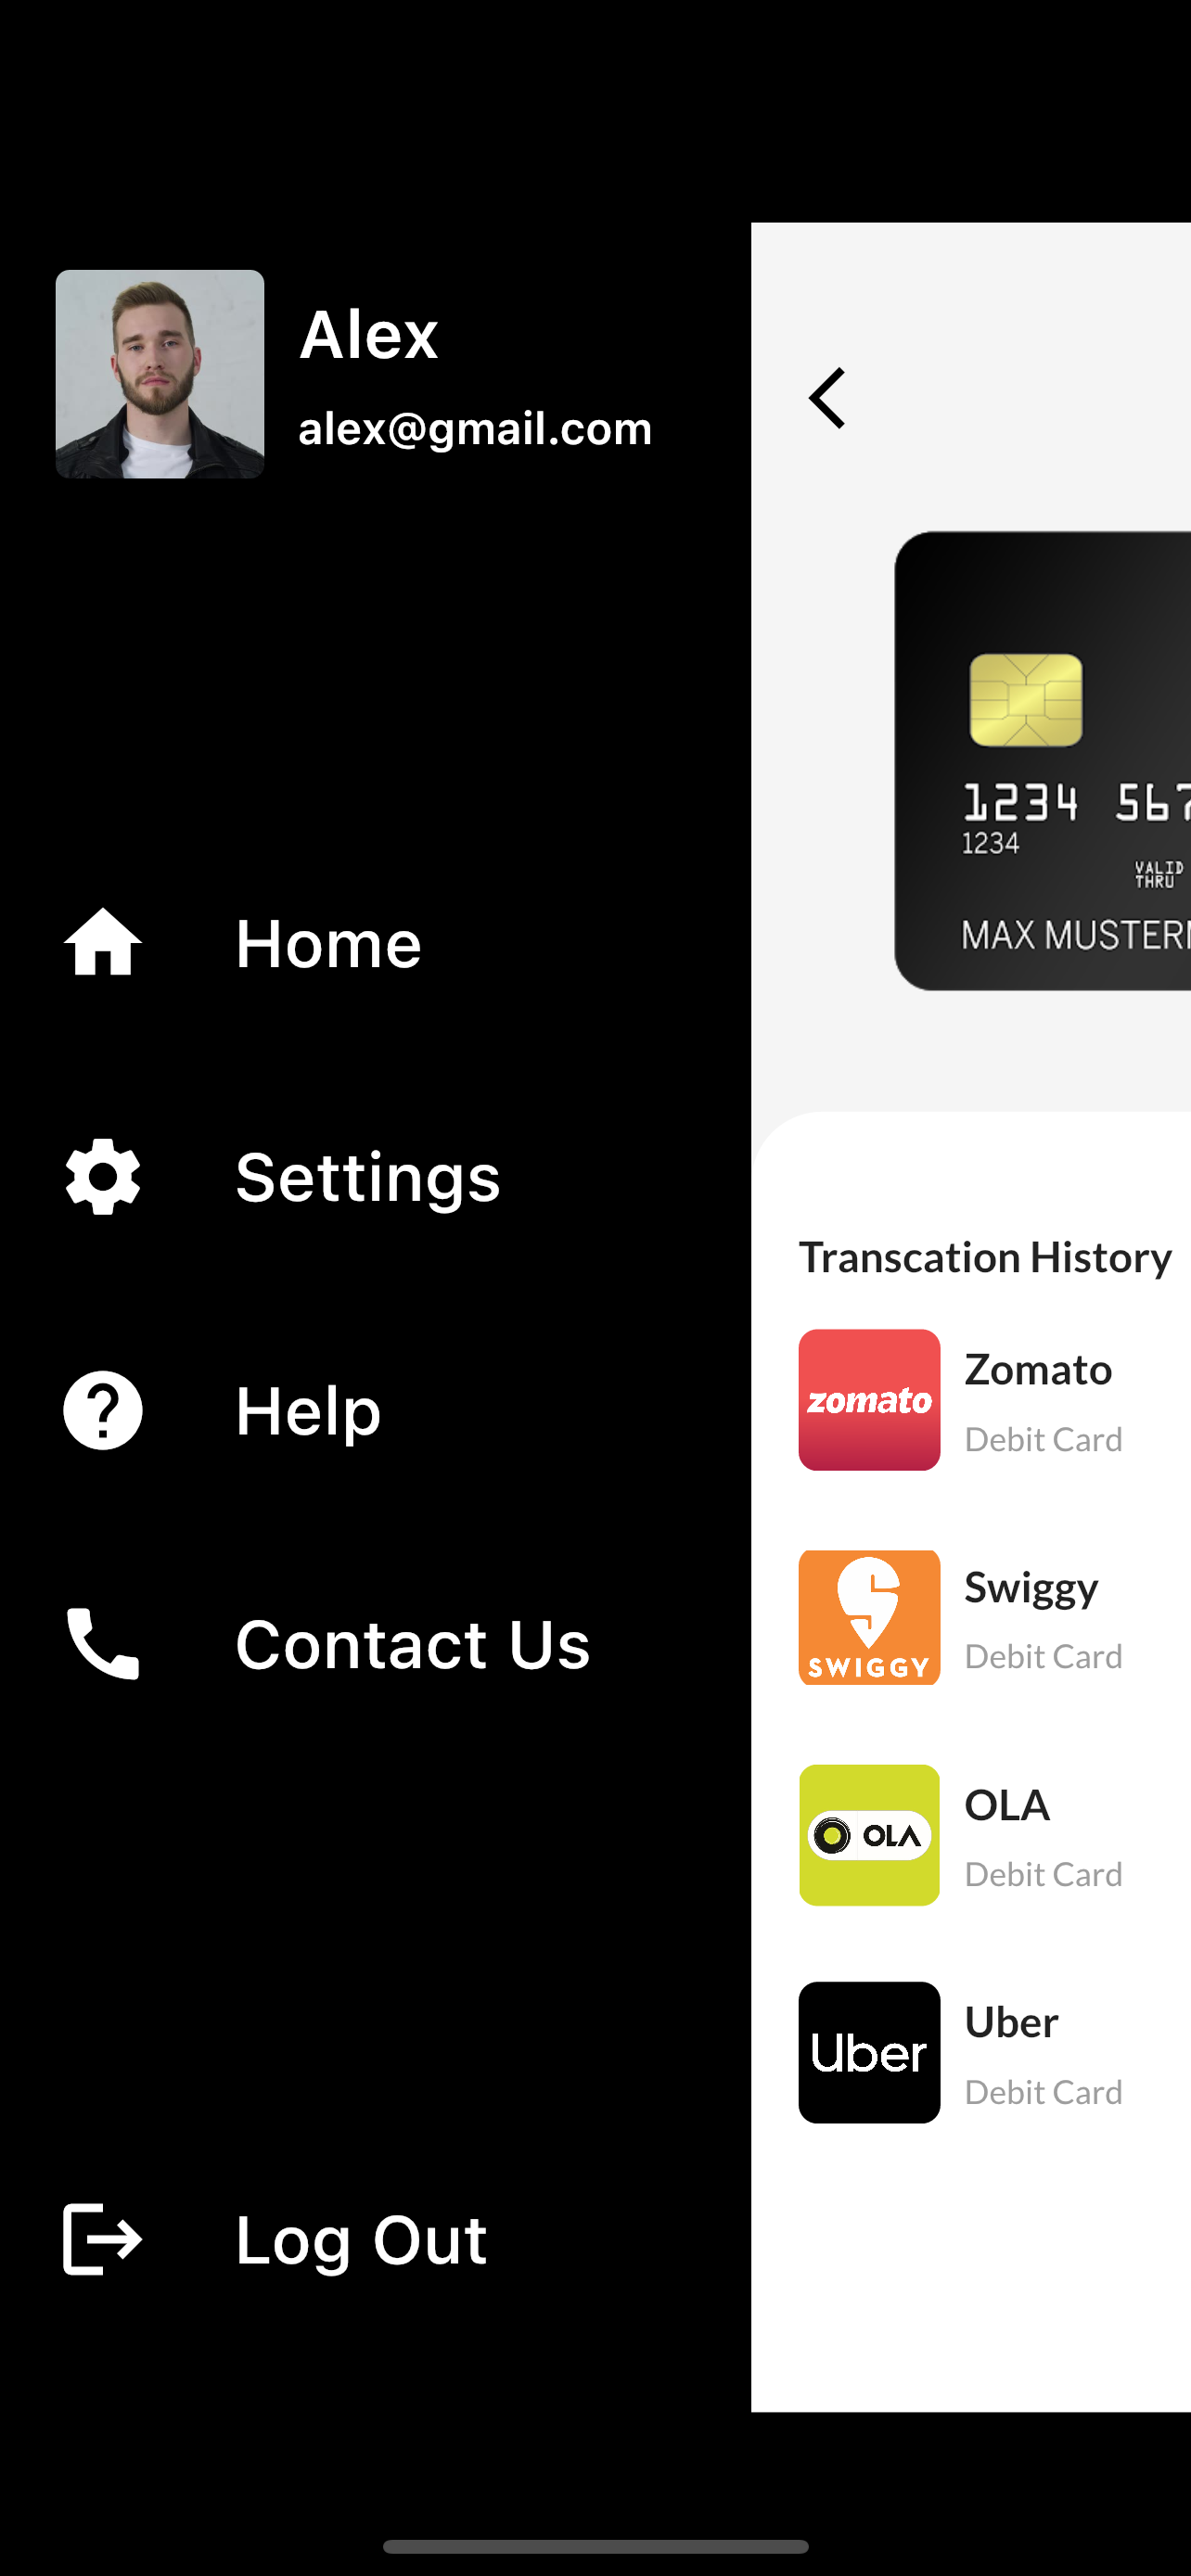 Alex
alex@gmail.com
Home
Settings
Help
Contact Us
Log Out
1234 567
1234
VALID
THRU
MAX MUSTER
Transcation History
zomato
Zomato
Debit Card
SWIGGY
Swiggy
Debit Card
OLA
OLA
Debit Card
Uber
Uber
Debit Card